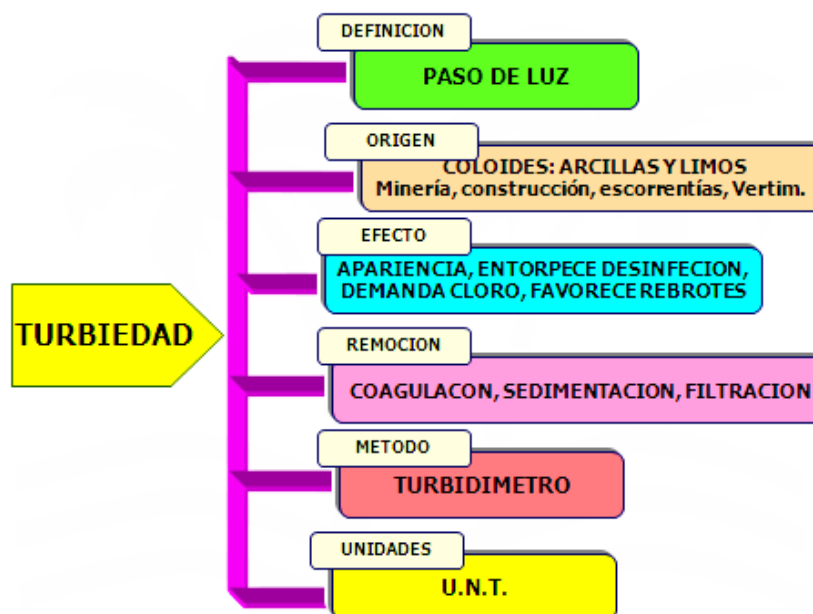 DEFINICION
PASO DE LUZ
ORIGEN
COLOIDES: ARCILLAS Y LIMOS
Minería, construcción, escorrentías, Vertim.
EFECTO
APARIENCIA, ENTORPECE DESINFECION,
DEMANDA CLORO, FAVORECE REBROTES
TURBIEDAD
REMOCION
COAGULACON, SEDIMENTACION, FILTRACION
METODO
TURBIDIMETRO
UNIDADES
U.N.T.